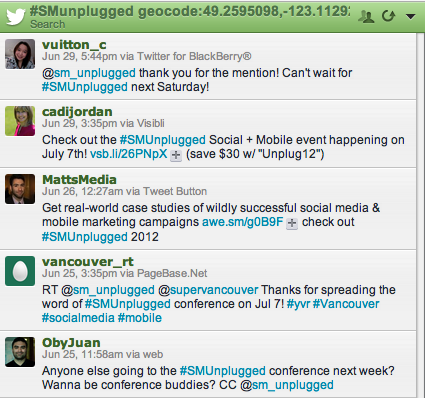 #SMunplugged geocode:49.2595098,-123.11292
Search
vuitton_c
Jun 29, 5:44pm via Twitter for BlackBerry®
@sm_unplugged thank you for the mention! Can't wait for
#SMUnplugged next Saturday!
cadijordan
Jun 29, 3:35pm via Visibli
Check out the #SMUnplugged Social + Mobile event happening on
July 7th! vsb.li/26PNpX (save $30 w/ "Unplug12")
MattsMedia
Jun 26, 12:27am via Tweet Button
Get real-world case studies of wildly successful social media &
mobile marketing campaigns awe.sm/g0B9F check out
#SMUnplugged 2012
vancouver_rt
Jun 25, 3:35pm via PageBase.Net
RT @sm_unplugged @supervancouver Thanks for spreading the
word of #SMUnplugged conference on Jul 7! #yvr #Vancouver
#socialmedia #mobile
ObyJuan
Jun 25, 11:58am via web
Anyone else going to the #SMUnplugged conference next week?
Wanna be conference buddies? CC @sm_unplugged